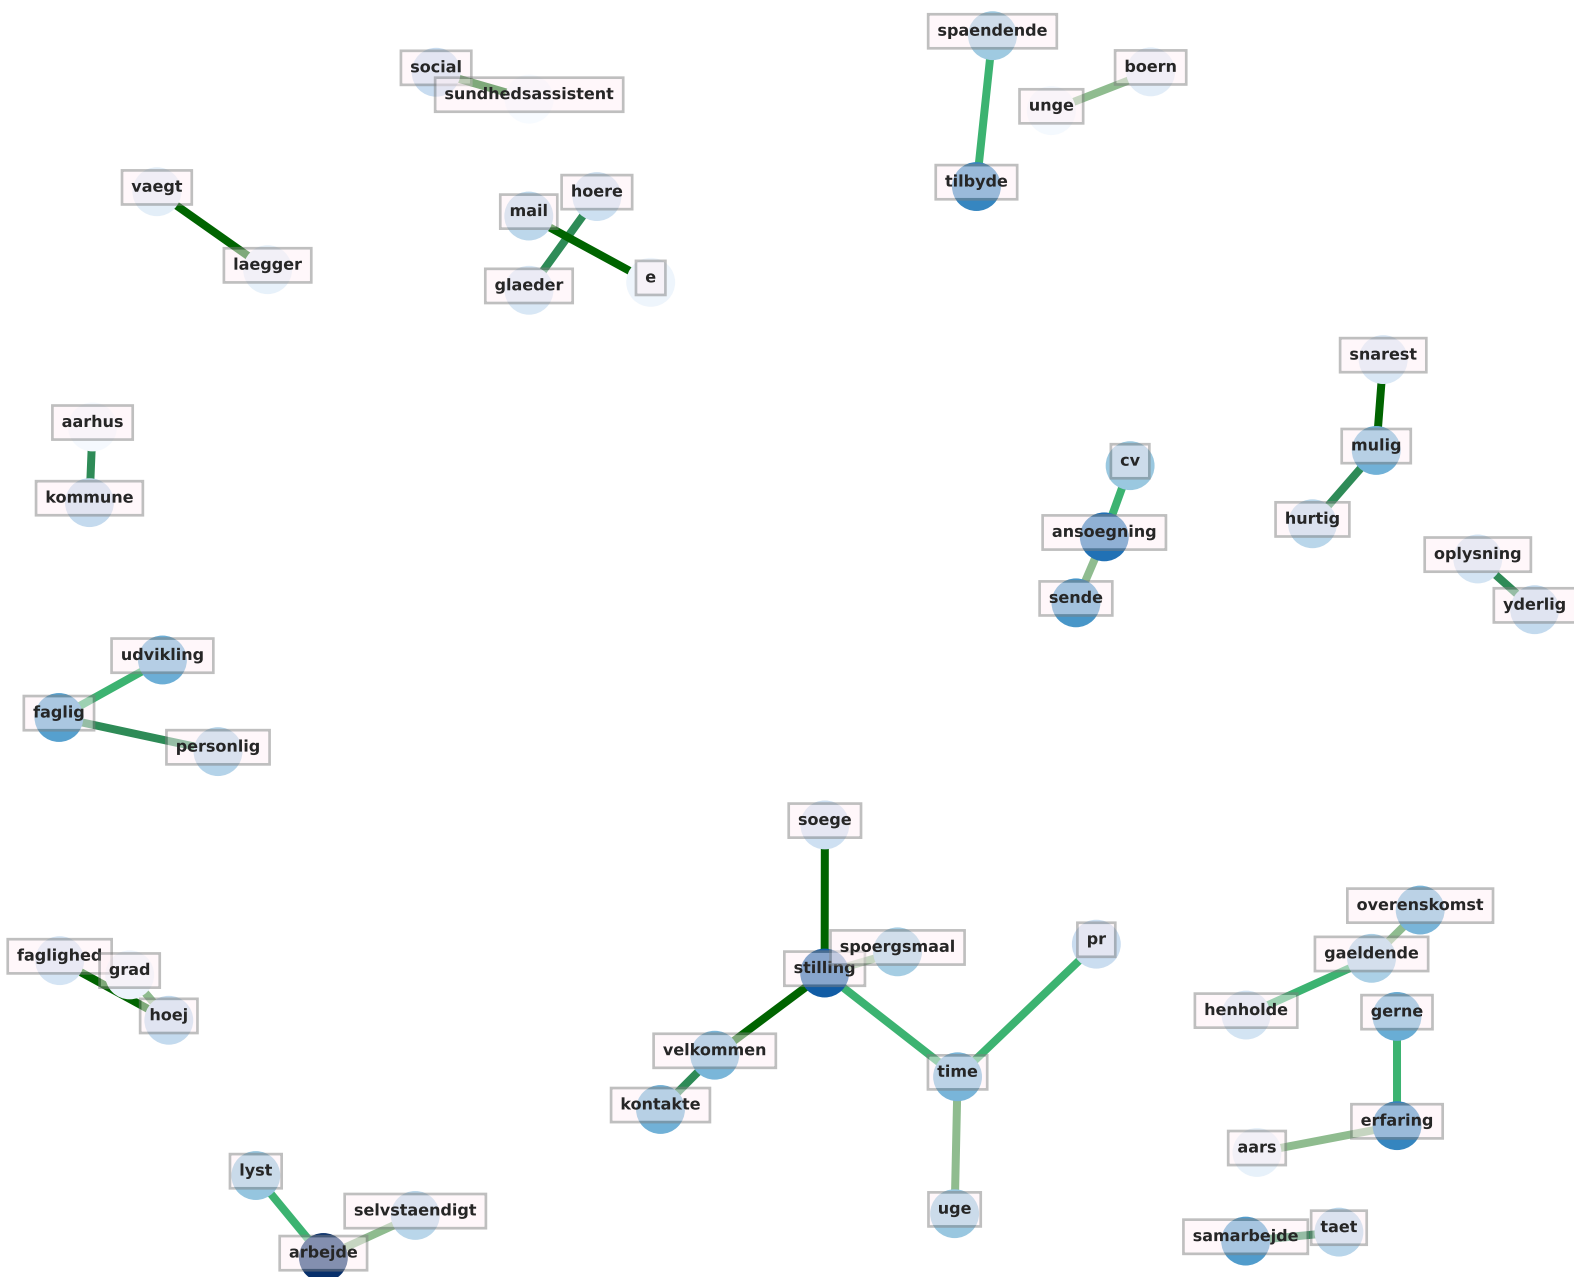 spaendende
social
boern
sundhedsassistent
unge
vaegt
tilbyde
hoere
mail
laegger
e
glaeder
snarest
aarhus
mulig
cv
kommune
hurtig
ansoegning
oplysning
sende
yderlig
udvikling
faglig
personlig
soege
overenskomst
pr
spoergsmaal
faglighed
gaeldende
grad
stilling
henholde
gerne
hoej
velkommen
time
kontakte
erfaring
aars
lyst
uge
selvstaendigt
taet
samarbejde
arbejde